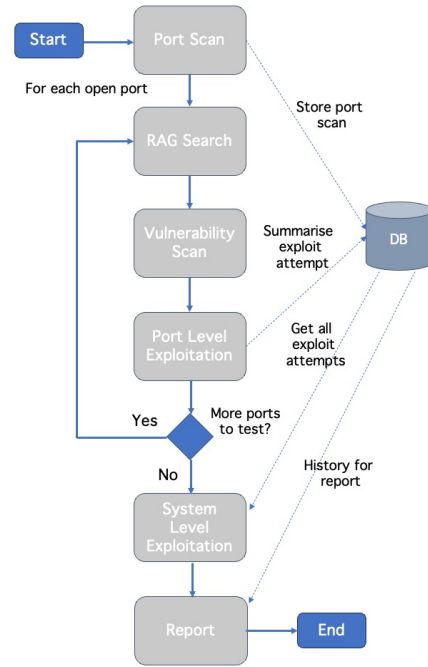 Start
Port Scan
For each open port
Store port
scan
RAG Search
Vulnerability
Scan
Summarise
exploit
attempt
DB
Port Level
Exploitation
Get all
exploit
attempts
Yes
More ports
to test?
No
History for
report
System
Level
Exploitation
Report
End